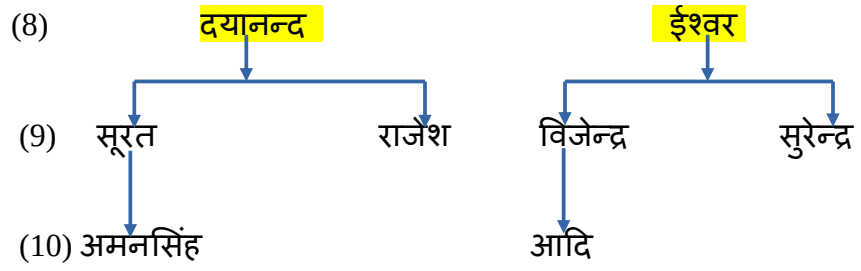 (8) दयानन्द ईश्वर
(9) सूरत राजेश विजेन्द्र सुरेन्द्र
(10) अमनसिंह आदि